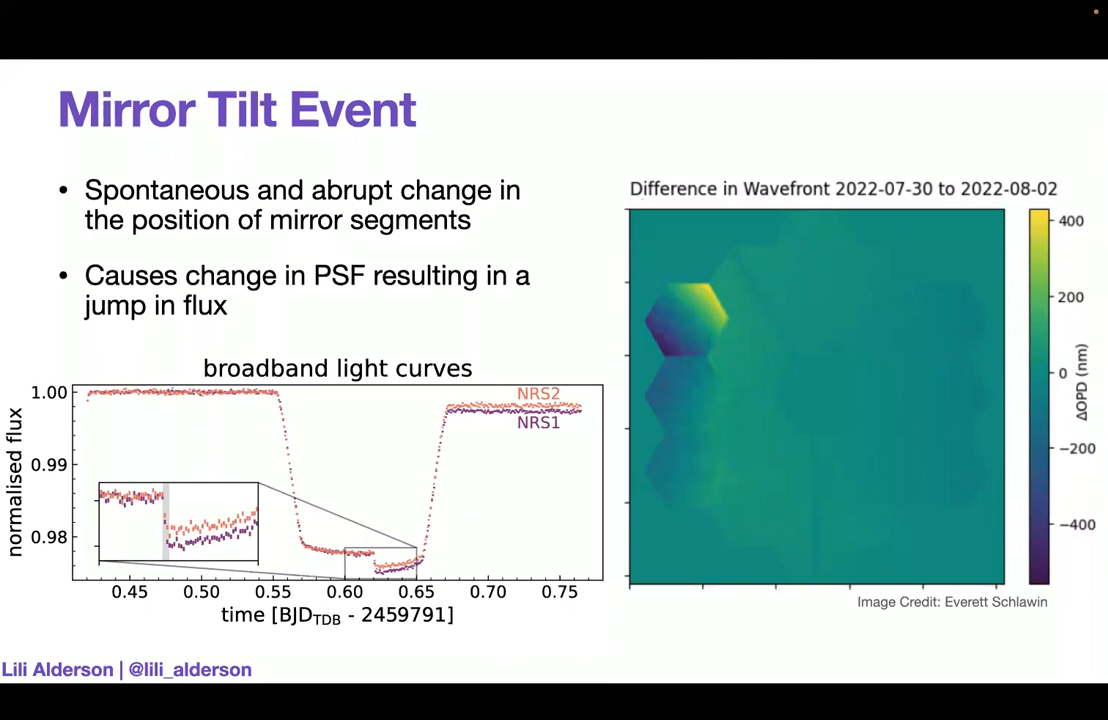 Mirror Tilt Event
• Spontaneous and abrupt change in
the position of mirror segments
• Causes change in PSF resulting in a
jump in flux
broadband light curves
normalised flux
1.00
0.99
0.98
NRS2
NRS1
0.45 0.50 0.55 0.60 0.65 0.70 0.75
time [BJD_TDB - 2459791]
Difference in Wavefront 2022-07-30 to 2022-08-02
400
200
0
−200
−400
ΔOPD (nm)
Image Credit: Everett Schlawin
Lili Alderson | @lili_alderson